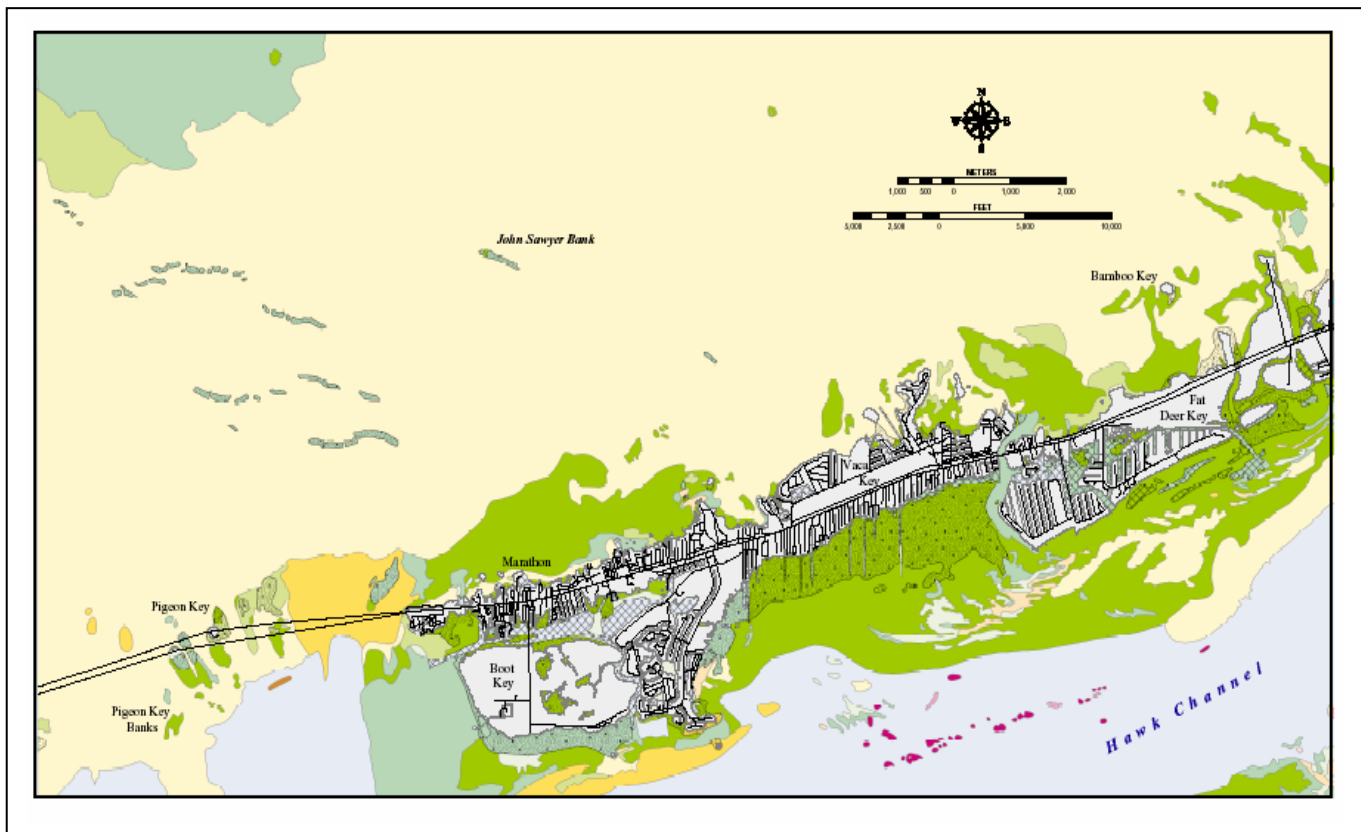 N
W E
S
METERS
1,000 500 0 1,000 2,000
FEET
5,000 2,500 0 5,000 10,000
John Sawyer Bank
Bamboo Key
Fat
Deer Key
Vaca
Key
Marathon
Pigeon Key
Boot
Key
Pigeon Key
Banks
Hawk Channel